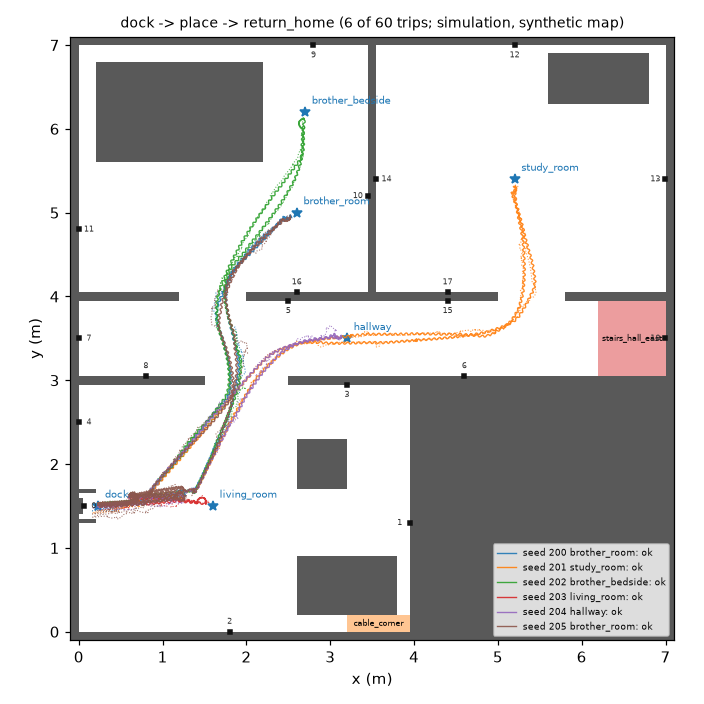 dock -> place -> return_home (6 of 60 trips; simulation, synthetic map)
7
6
5
4
3
2
1
0
y (m)
9
12
brother_bedside
study_room
14
13
10
brother_room
11
16
17
5
15
hallway
7
stairs_hall_east
8
6
3
4
dock
living_room
1
2
cable_corner
seed 200 brother_room: ok
seed 201 study_room: ok
seed 202 brother_bedside: ok
seed 203 living_room: ok
seed 204 hallway: ok
seed 205 brother_room: ok
0
1
2
3
4
5
6
7
x (m)